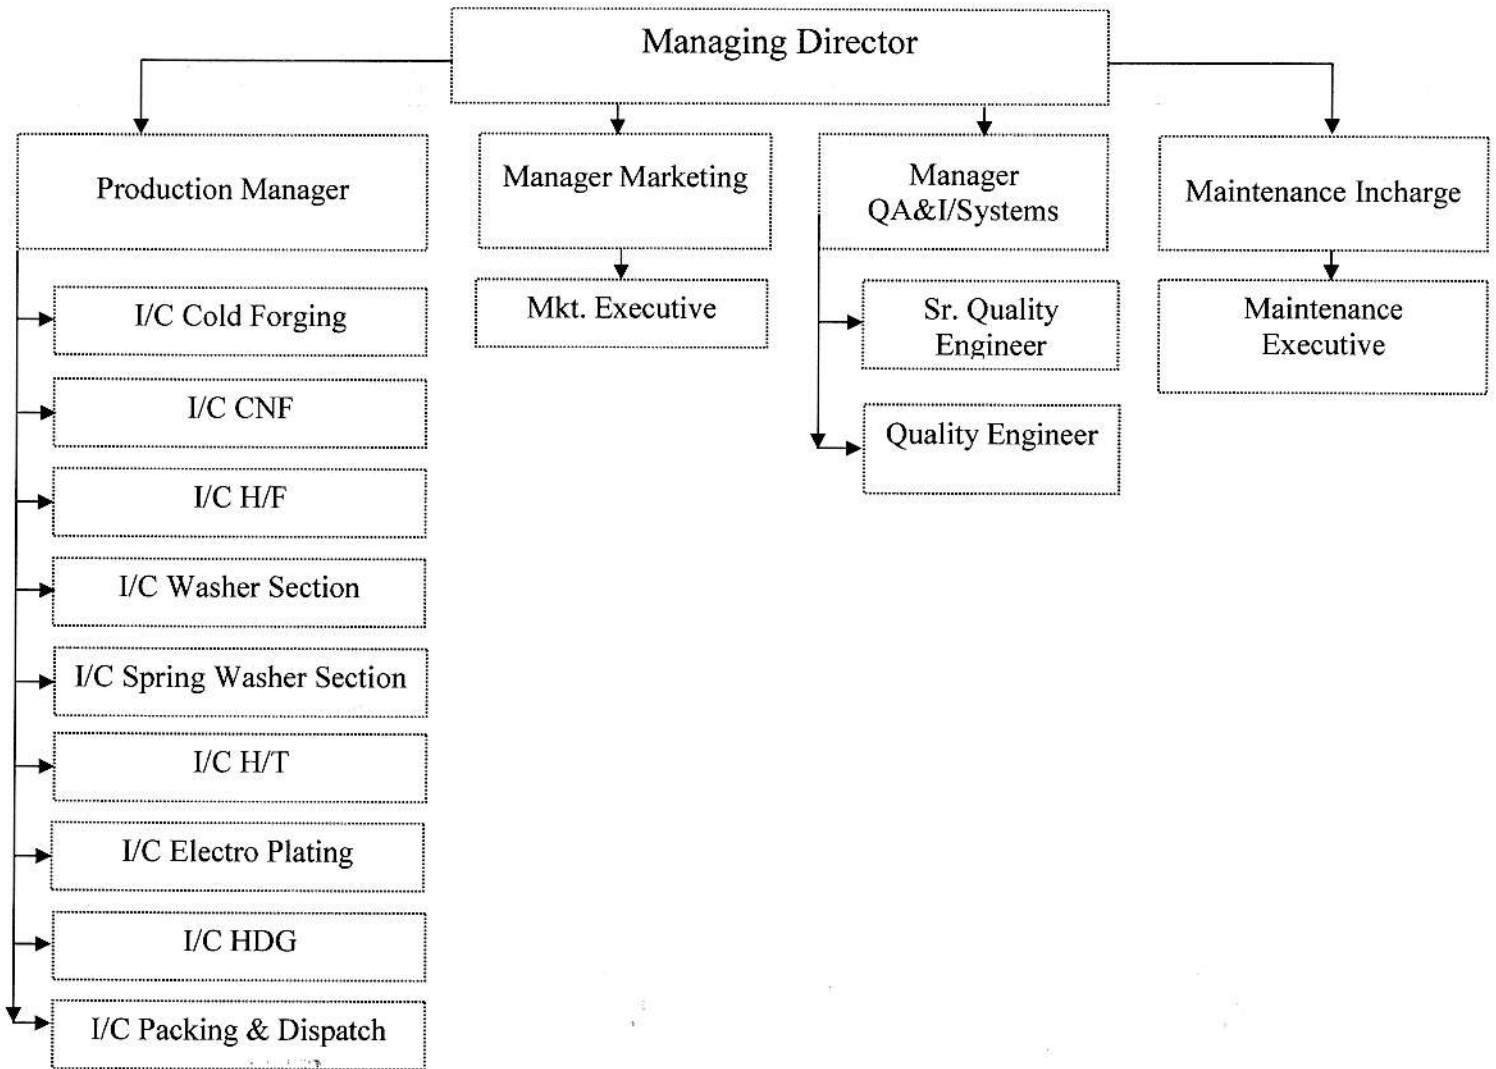 Managing Director
Production Manager
Manager Marketing
Manager
QA&I/Systems
Maintenance Incharge
I/C Cold Forging
I/C CNF
I/C H/F
I/C Washer Section
I/C Spring Washer Section
I/C H/T
I/C Electro Plating
I/C HDG
I/C Packing & Dispatch
Mkt. Executive
Sr. Quality
Engineer
Quality Engineer
Maintenance
Executive